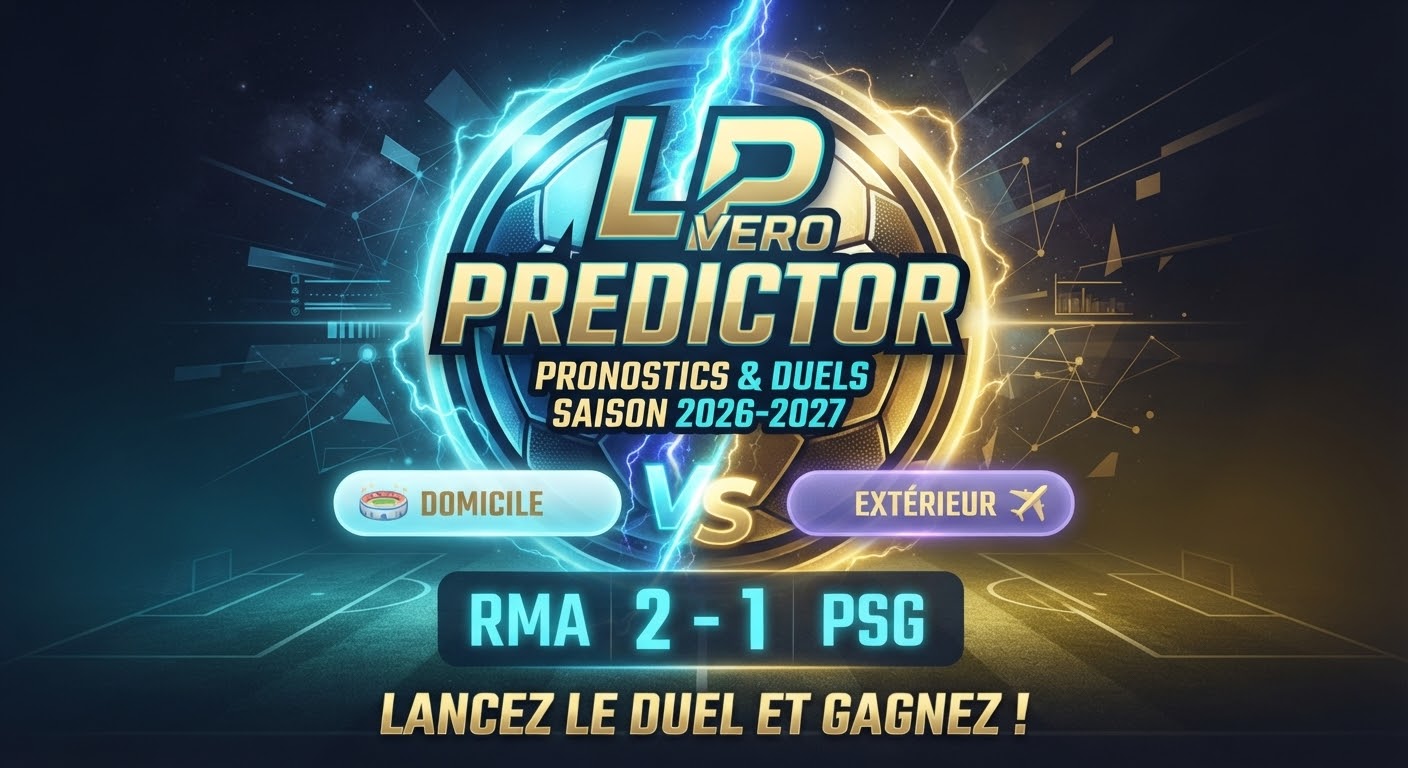 LP
VERO
PREDICTOR
PRONOSTICS & DUELS
SAISON 2026-2027
DOMICILE
VS
EXTÉRIEUR
RMA 2 - 1 PSG
LANCEZ LE DUEL ET GAGNEZ !